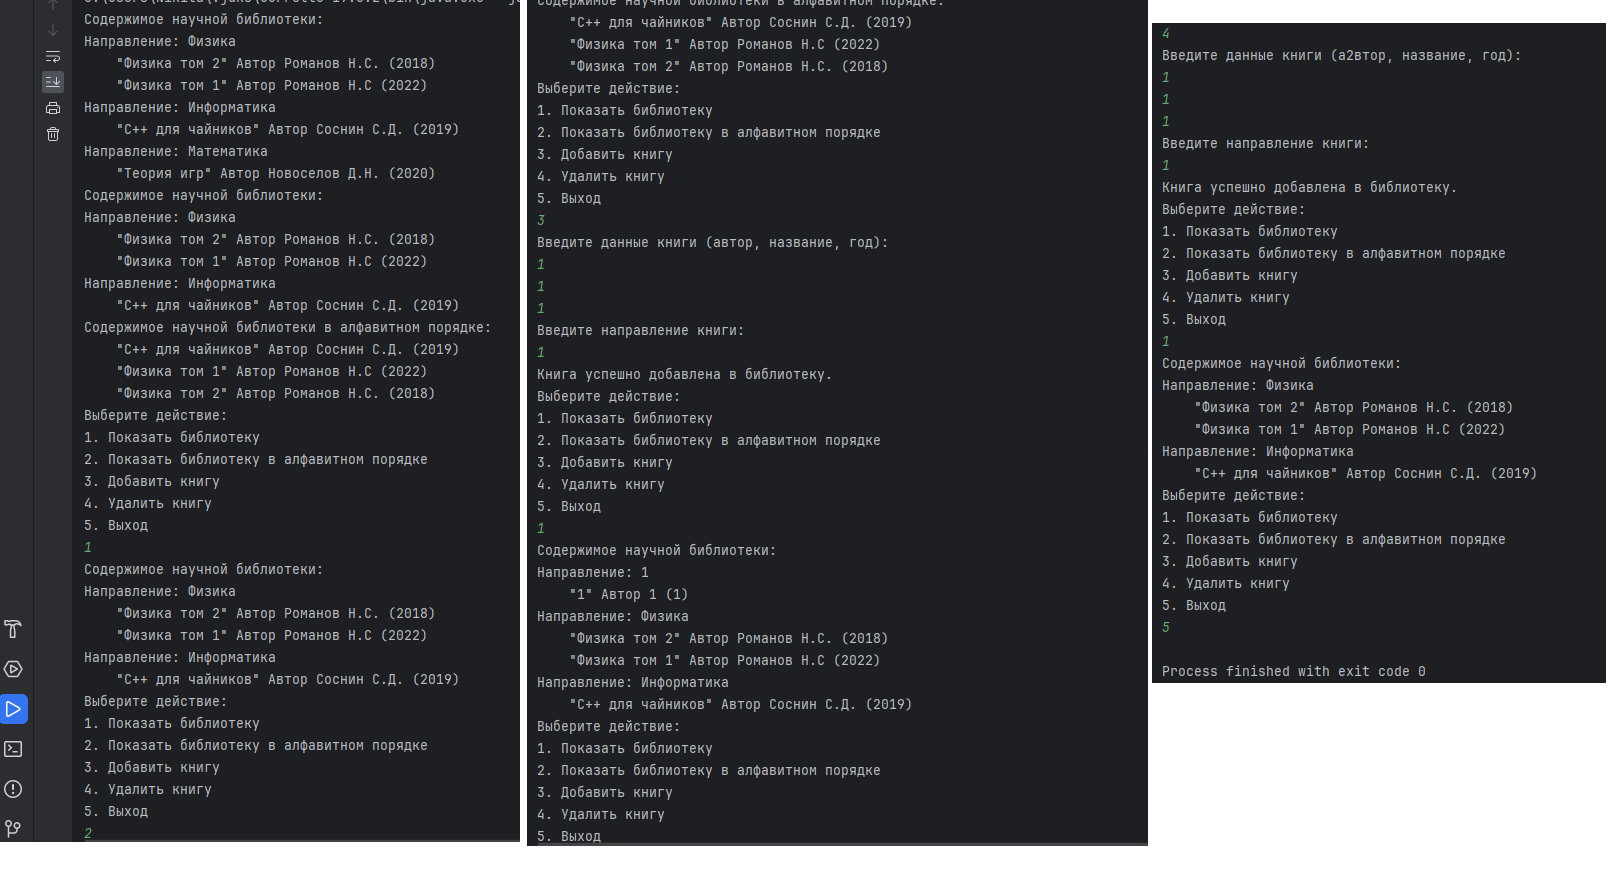 Содержимое научной библиотеки:
Направление: Физика
"Физика том 2" Автор Романов Н.С. (2018)
"Физика том 1" Автор Романов Н.С (2022)
Направление: Информатика
"С++ для чайников" Автор Соснин С.Д. (2019)
Направление: Математика
"Теория игр" Автор Новоселов Д.Н. (2020)
Содержимое научной библиотеки:
Направление: Физика
"Физика том 2" Автор Романов Н.С. (2018)
"Физика том 1" Автор Романов Н.С (2022)
Направление: Информатика
"С++ для чайников" Автор Соснин С.Д. (2019)
Содержимое научной библиотеки в алфавитном порядке:
"С++ для чайников" Автор Соснин С.Д. (2019)
"Физика том 1" Автор Романов Н.С (2022)
"Физика том 2" Автор Романов Н.С. (2018)
Выберите действие:
1. Показать библиотеку
2. Показать библиотеку в алфавитном порядке
3. Добавить книгу
4. Удалить книгу
5. Выход
1
Содержимое научной библиотеки:
Направление: Физика
"Физика том 2" Автор Романов Н.С. (2018)
"Физика том 1" Автор Романов Н.С (2022)
Направление: Информатика
"С++ для чайников" Автор Соснин С.Д. (2019)
Выберите действие:
1. Показать библиотеку
2. Показать библиотеку в алфавитном порядке
3. Добавить книгу
4. Удалить книгу
5. Выход
2
Содержимое научной библиотеки в алфавитном порядке:
"С++ для чайников" Автор Соснин С.Д. (2019)
"Физика том 1" Автор Романов Н.С (2022)
"Физика том 2" Автор Романов Н.С. (2018)
Выберите действие:
1. Показать библиотеку
2. Показать библиотеку в алфавитном порядке
3. Добавить книгу
4. Удалить книгу
5. Выход
3
Введите данные книги (автор, название, год):
1
1
1
Введите направление книги:
1
Книга успешно добавлена в библиотеку.
Выберите действие:
1. Показать библиотеку
2. Показать библиотеку в алфавитном порядке
3. Добавить книгу
4. Удалить книгу
5. Выход
1
Содержимое научной библиотеки:
Направление: 1
"1" Автор 1 (1)
Направление: Физика
"Физика том 2" Автор Романов Н.С. (2018)
"Физика том 1" Автор Романов Н.С (2022)
Направление: Информатика
"С++ для чайников" Автор Соснин С.Д. (2019)
Выберите действие:
1. Показать библиотеку
2. Показать библиотеку в алфавитном порядке
3. Добавить книгу
4. Удалить книгу
5. Выход
4
Введите данные книги (а2втор, название, год):
1
1
1
Введите направление книги:
1
Книга успешно добавлена в библиотеку.
Выберите действие:
1. Показать библиотеку
2. Показать библиотеку в алфавитном порядке
3. Добавить книгу
4. Удалить книгу
5. Выход
1
Содержимое научной библиотеки:
Направление: Физика
"Физика том 2" Автор Романов Н.С. (2018)
"Физика том 1" Автор Романов Н.С (2022)
Направление: Информатика
"С++ для чайников" Автор Соснин С.Д. (2019)
Выберите действие:
1. Показать библиотеку
2. Показать библиотеку в алфавитном порядке
3. Добавить книгу
4. Удалить книгу
5. Выход
5
Process finished with exit code 0